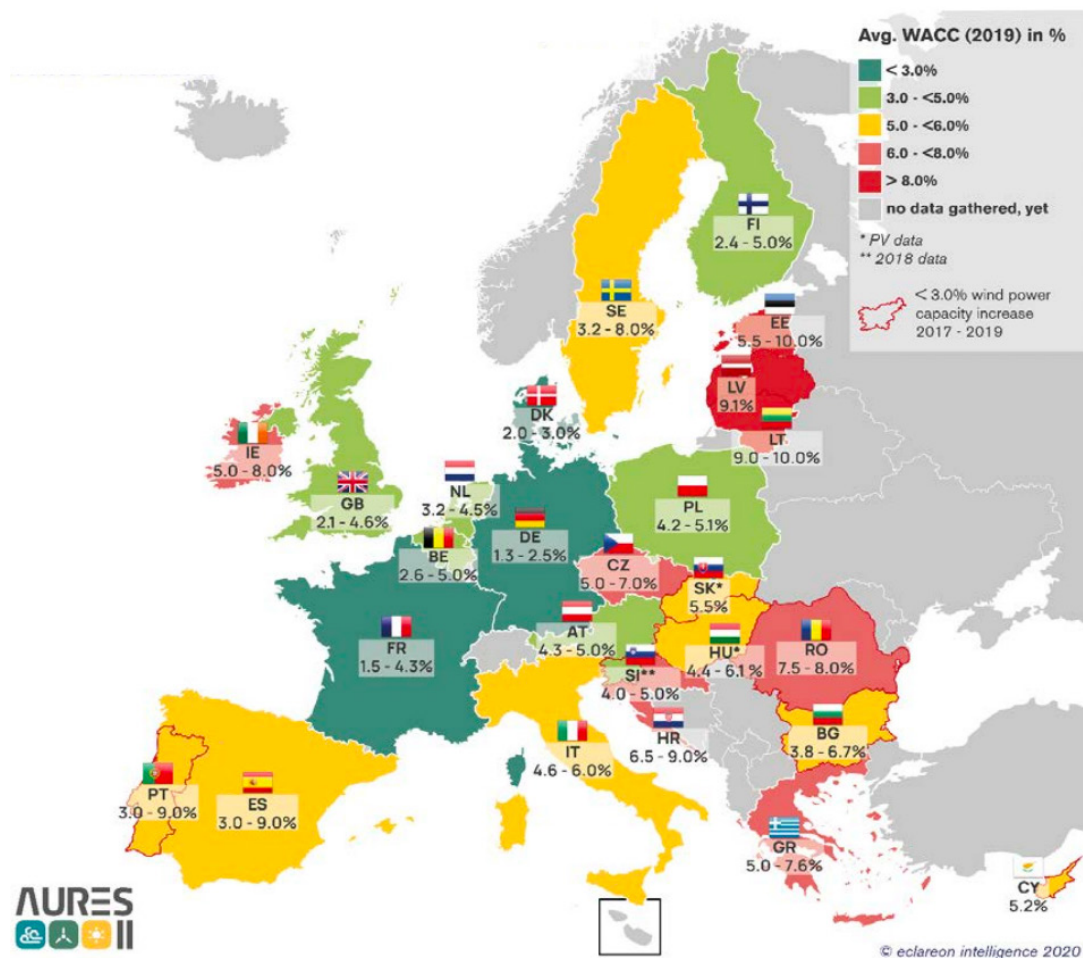 Avg. WACC (2019) in %
< 3.0%
3.0 - <5.0%
5.0 - <6.0%
6.0 - <8.0%
> 8.0%
no data gathered, yet
* PV data
** 2018 data
< 3.0% wind power
capacity increase
2017 - 2019
FI
2.4 - 5.0%
SE
3.2 - 8.0%
EE
5.5 - 10.0%
LV
9.1%
LT
9.0 - 10.0%
DK
2.0 - 3.0%
IE
5.0 - 8.0%
GB
2.1 - 4.6%
NL
3.2 - 4.5%
BE
2.6 - 5.0%
DE
1.3 - 2.5%
PL
4.2 - 5.1%
CZ
5.0 - 7.0%
SK*
5.5%
FR
1.5 - 4.3%
AT
4.3 - 5.0%
HU*
4.4 - 6.1%
RO
7.5 - 8.0%
SI**
4.0 - 5.0%
HR
6.5 - 9.0%
BG
3.8 - 6.7%
IT
4.6 - 6.0%
PT
3.0 - 9.0%
ES
3.0 - 9.0%
GR
5.0 - 7.6%
CY
5.2%
AURES
II
© eclareon intelligence 2020